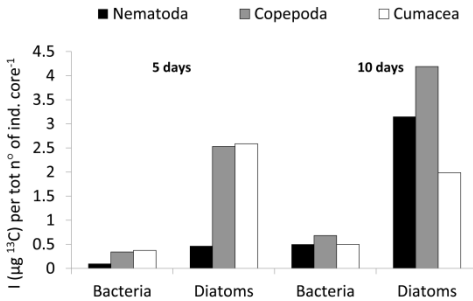 Nematoda Copepoda Cumacea
I (µg ¹³C) per tot n° of ind. core⁻¹
4.5
4
3.5
3
2.5
2
1.5
1
0.5
0
5 days 10 days
Bacteria Diatoms Bacteria Diatoms